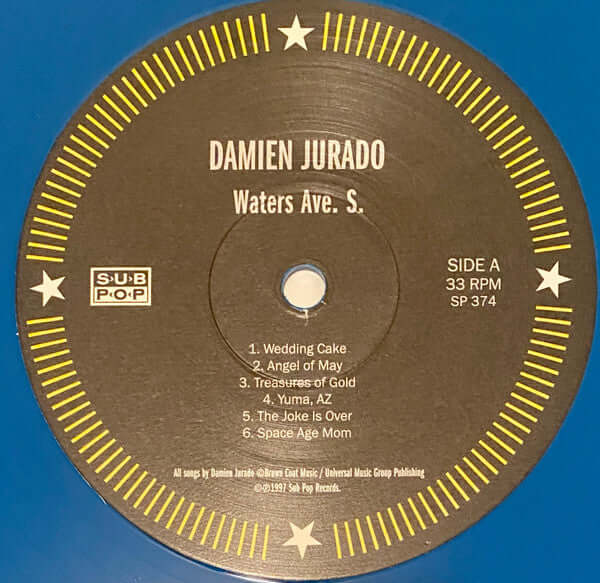 DAMIEN JURADO
Waters Ave. S.
SUB
POP
SIDE A
33 RPM
SP 374
1. Wedding Cake
2. Angel of May
3. Treasures of Gold
4. Yuma, AZ
5. The Joke is Over
6. Space Age Mom
All songs by Damien Jurado ©Brown Coat Music / Universal Music Group Publishing
©℗1997 Sub Pop Records.